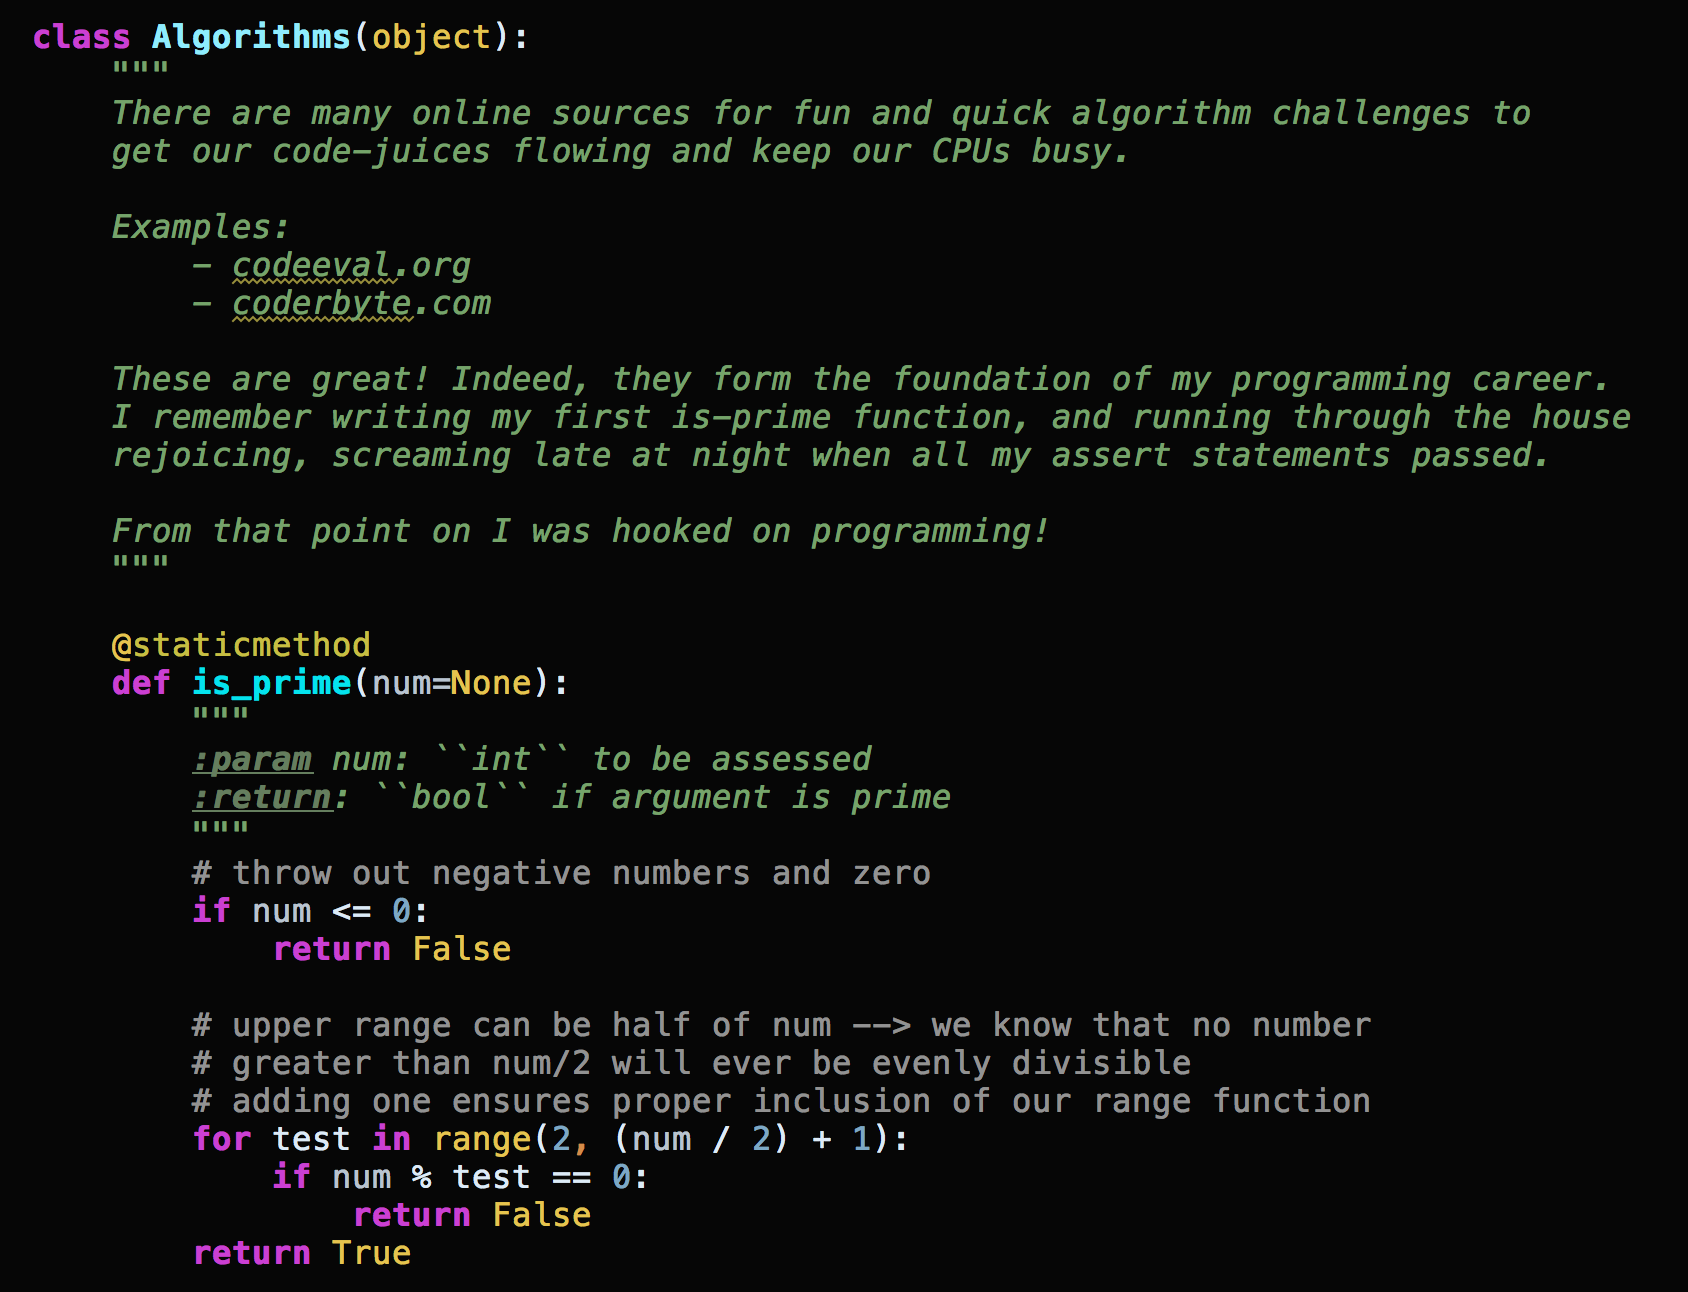 class Algorithms(object):
    """
    There are many online sources for fun and quick algorithm challenges to
    get our code-juices flowing and keep our CPUs busy.

    Examples:
        - codeeval.org
        - coderbyte.com

    These are great! Indeed, they form the foundation of my programming career.
    I remember writing my first is-prime function, and running through the house
    rejoicing, screaming late at night when all my assert statements passed.

    From that point on I was hooked on programming!
    """

    @staticmethod
    def is_prime(num=None):
        """
        :param num: ``int`` to be assessed
        :return: ``bool`` if argument is prime
        """
        # throw out negative numbers and zero
        if num <= 0:
            return False

        # upper range can be half of num --> we know that no number
        # greater than num/2 will ever be evenly divisible
        # adding one ensures proper inclusion of our range function
        for test in range(2, (num / 2) + 1):
            if num % test == 0:
                return False
        return True